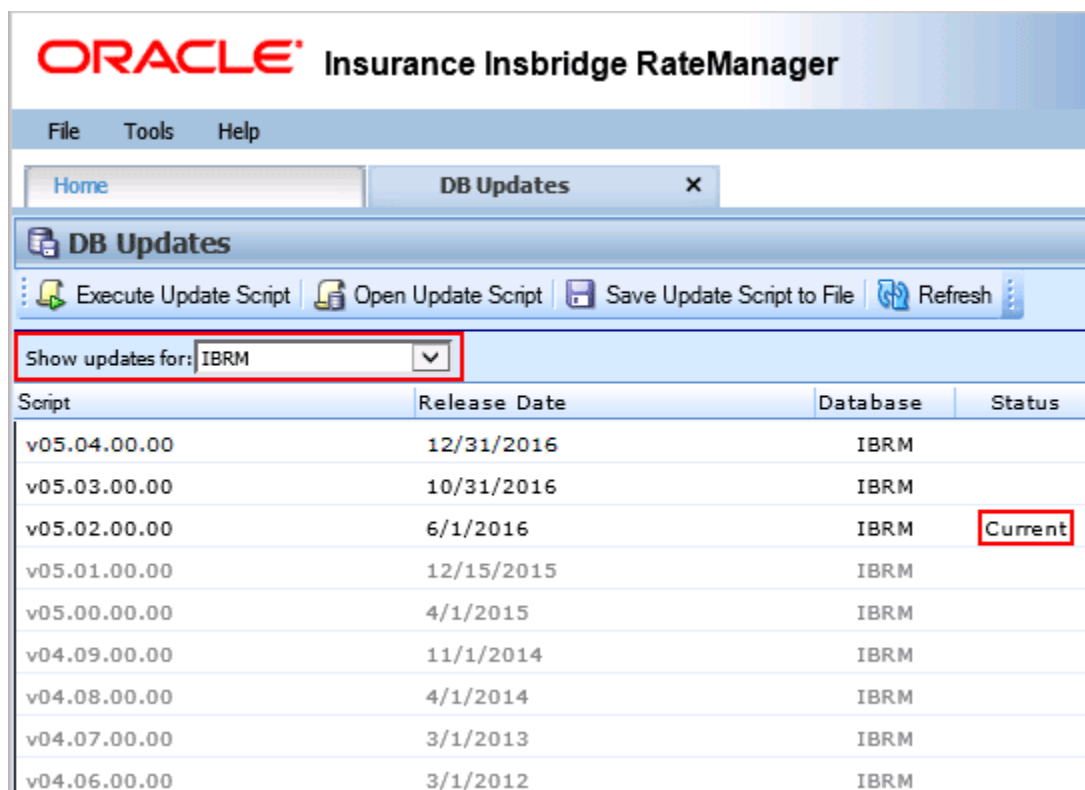 ORACLE Insurance Insbridge RateManager
File Tools Help
Home DB Updates ×
DB Updates
Execute Update Script Open Update Script Save Update Script to File Refresh
Show updates for: IBRM
Script Release Date Database Status
v05.04.00.00 12/31/2016 IBRM
v05.03.00.00 10/31/2016 IBRM
v05.02.00.00 6/1/2016 IBRM Current
v05.01.00.00 12/15/2015 IBRM
v05.00.00.00 4/1/2015 IBRM
v04.09.00.00 11/1/2014 IBRM
v04.08.00.00 4/1/2014 IBRM
v04.07.00.00 3/1/2013 IBRM
v04.06.00.00 3/1/2012 IBRM